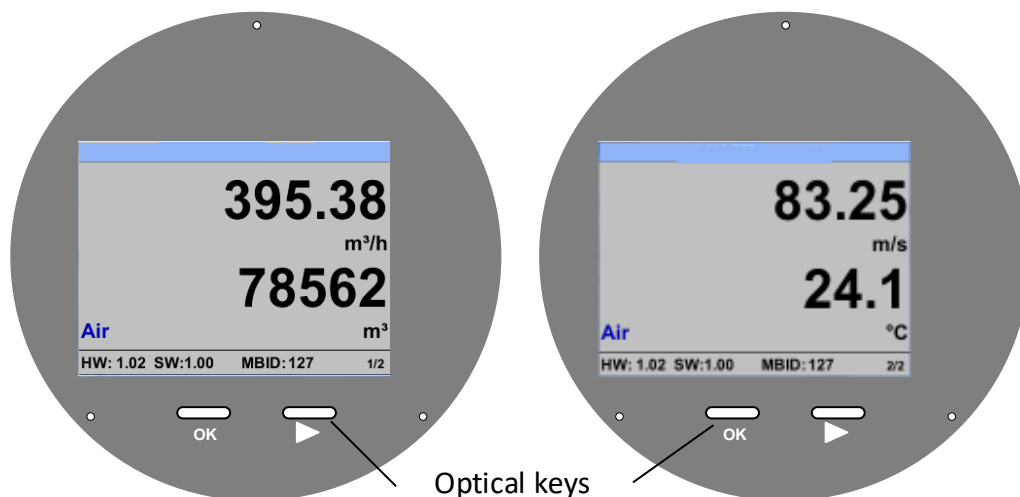 395.38
m³/h
78562
Air m³
HW: 1.02 SW:1.00 MBID:127 1/2
OK
83.25
m/s
24.1
Air °C
HW: 1.02 SW:1.00 MBID:127 2/2
OK
Optical keys